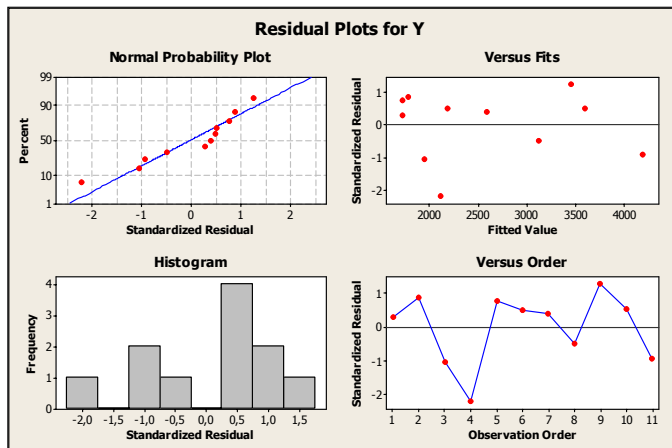 Residual Plots for Y
Normal Probability Plot
99
90
50
10
1
Percent
-2 -1 0 1 2
Standardized Residual
Versus Fits
1
0
-1
-2
Standardized Residual
2000 2500 3000 3500 4000
Fitted Value
Histogram
4
3
2
1
0
Frequency
-2,0 -1,5 -1,0 -0,5 0,0 0,5 1,0 1,5
Standardized Residual
Versus Order
1
0
-1
-2
Standardized Residual
1 2 3 4 5 6 7 8 9 10 11
Observation Order